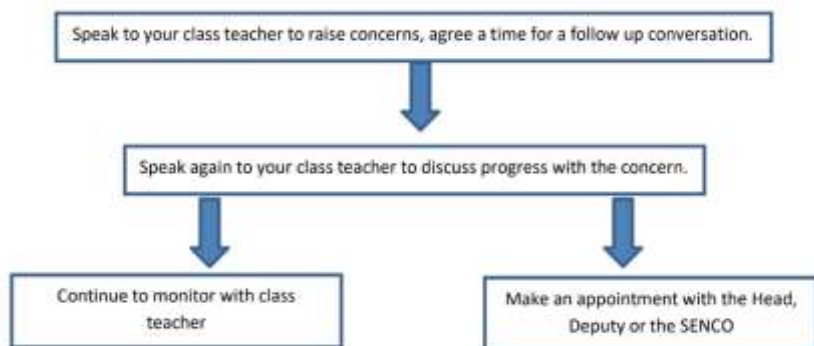 Speak to your class teacher to raise concerns, agree a time for a follow up conversation.
Speak again to your class teacher to discuss progress with the concern.
Continue to monitor with class
teacher
Make an appointment with the Head,
Deputy or the SENCO